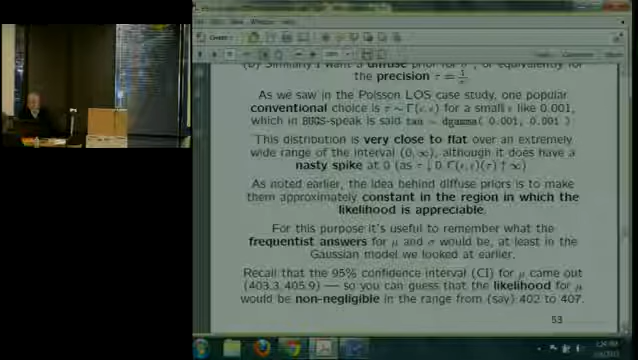 (b) Similarly I want a diffuse prior for or equivalently for
the precision τ = 1
As we saw in the Poisson LOS case study, one popular
conventional choice is τ ~ Γ(ϵ, ϵ) for a small ϵ like 0.001,
which in BUGS-speak is said tau ~ dgamma( 0.001, 0.001 )
This distribution is very close to flat over an extremely
wide range of the interval (0, ∞), although it does have a
nasty spike at 0 (as τ ↓ 0, Γ(ϵ, ϵ)(τ) ↑ ∞)
As noted earlier, the idea behind diffuse priors is to make
them approximately constant in the region in which the
likelihood is appreciable.
For this purpose it's useful to remember what the
frequentist answers for μ and σ would be, at least in the
Gaussian model we looked at earlier.
Recall that the 95% confidence interval (CI) for μ came out
(403.3, 405.9) — so you can guess that the likelihood for μ
would be non-negligible in the range from (say) 402 to 407.
53